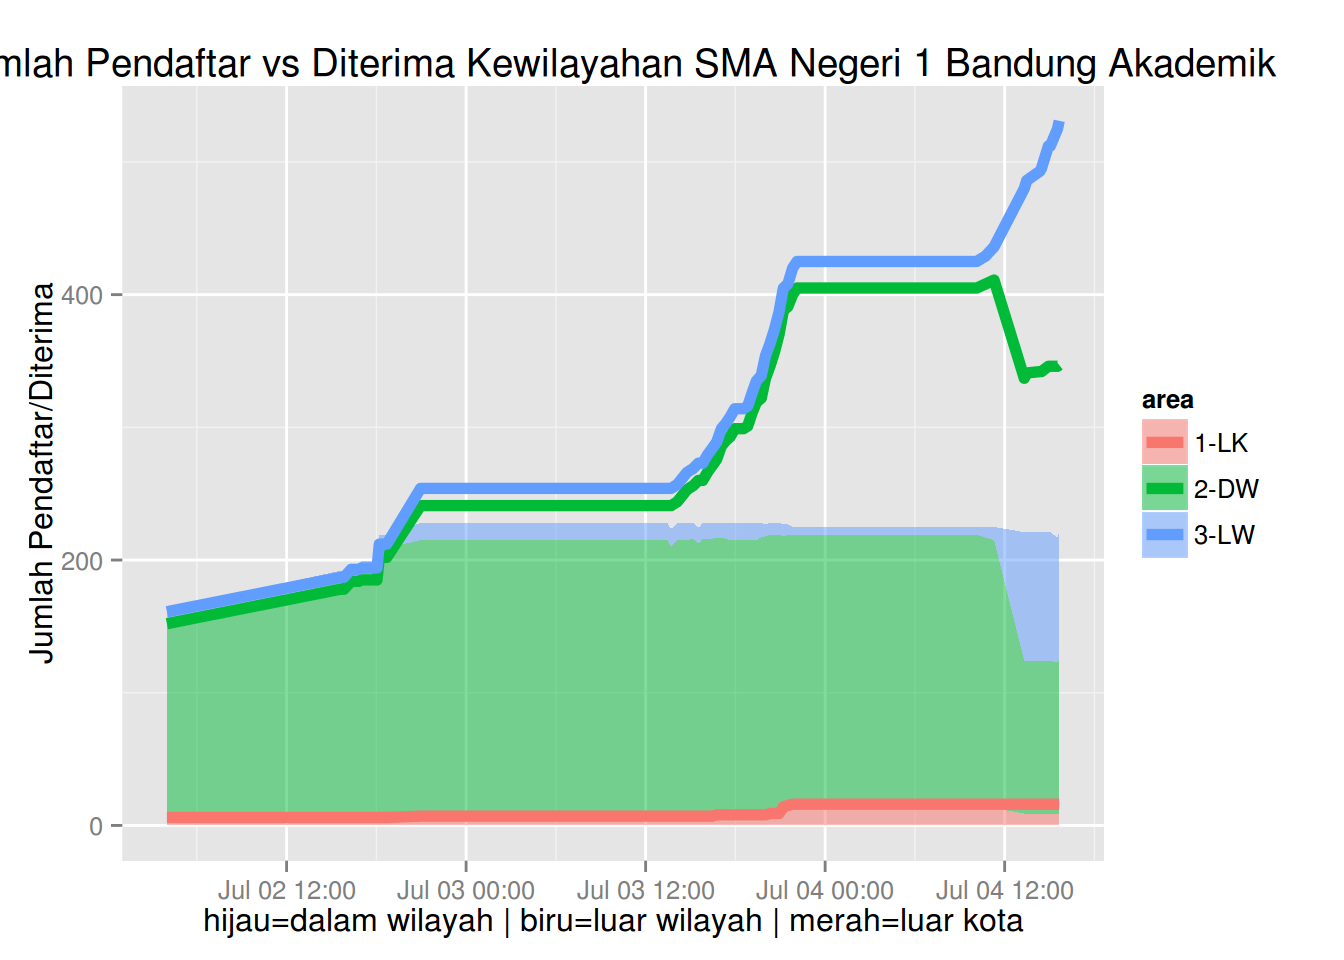 mlah Pendaftar vs Diterima Kewilayahan SMA Negeri 1 Bandung Akademik
Jumlah Pendaftar/Diterima
400
200
0
Jul 02 12:00
Jul 03 00:00
Jul 03 12:00
Jul 04 00:00
Jul 04 12:00
hijau=dalam wilayah | biru=luar wilayah | merah=luar kota
area
1-LK
2-DW
3-LW